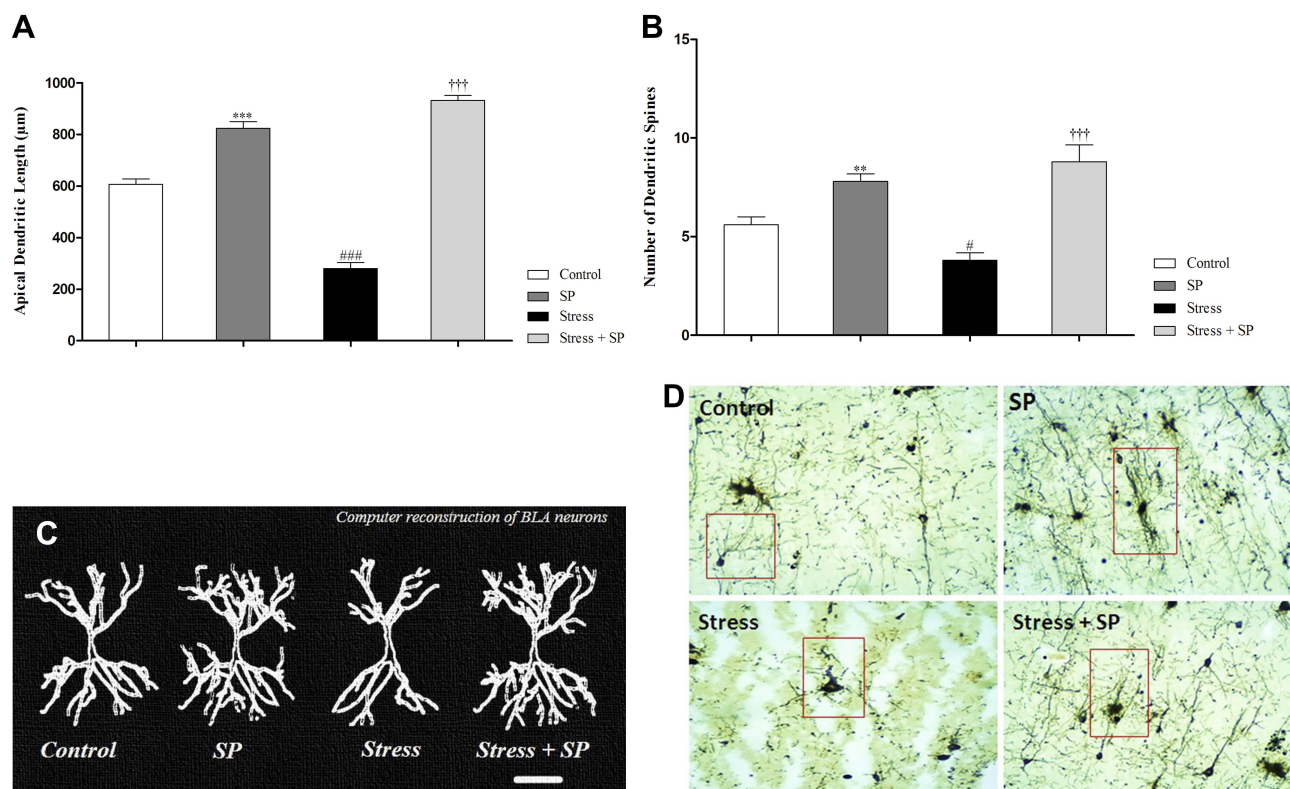 A
Apical Dendritic Length (μm)
1000
800
600
400
200
0
***
###
†††
Control
SP
Stress
Stress + SP
B
Number of Dendritic Spines
15
10
5
0
**
#
†††
Control
SP
Stress
Stress + SP
C
Computer reconstruction of BLA neurons
Control SP Stress Stress + SP
D
Control
SP
Stress
Stress + SP